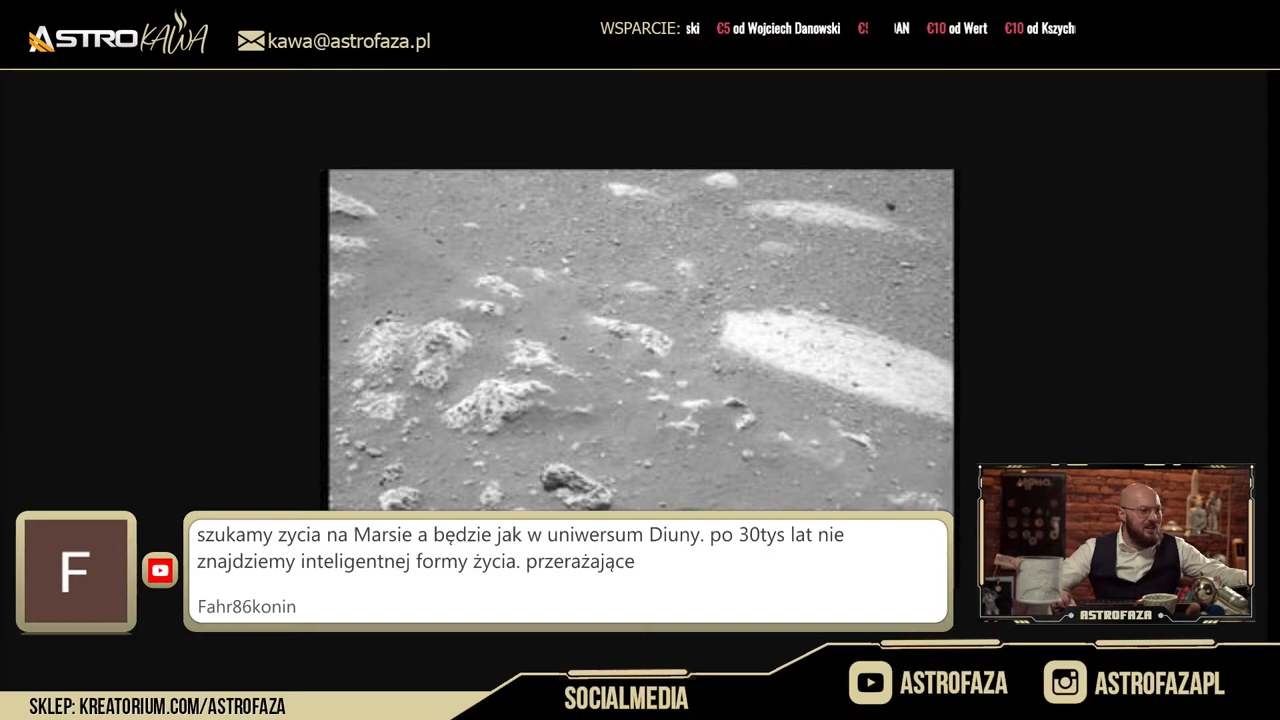 ASTROKAWA
kawa@astrofaza.pl
WSPARCIE: ski €5 od Wojciech Danowski AN €10 od Wert €10 od Kszych
F
szukamy zycia na Marsie a będzie jak w uniwersum Diuny. po 30tys lat nie
znajdziemy inteligentnej formy życia. przerażające
Fahr86konin
ASTROFAZA
SKLEP: KREATORIUM.COM/ASTROFAZA
SOCIALMEDIA
ASTROFAZA
ASTROFAZAPL